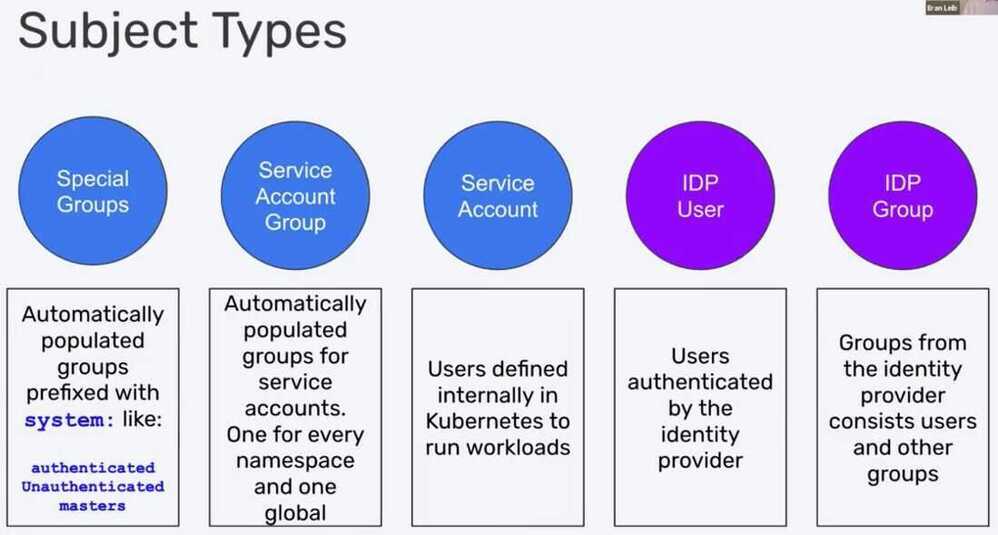 Subject Types
Eran Leib
Special
Groups
Service
Account
Group
Service
Account
IDP
User
IDP
Group
Automatically
populated
groups
prefixed with
system: like:
authenticated
Unauthenticated
masters
Automatically
populated
groups for
service
accounts.
One for every
namespace
and one
global
Users defined
internally in
Kubernetes to
run workloads
Users
authenticated
by the
identity
provider
Groups from
the identity
provider
consists users
and other
groups